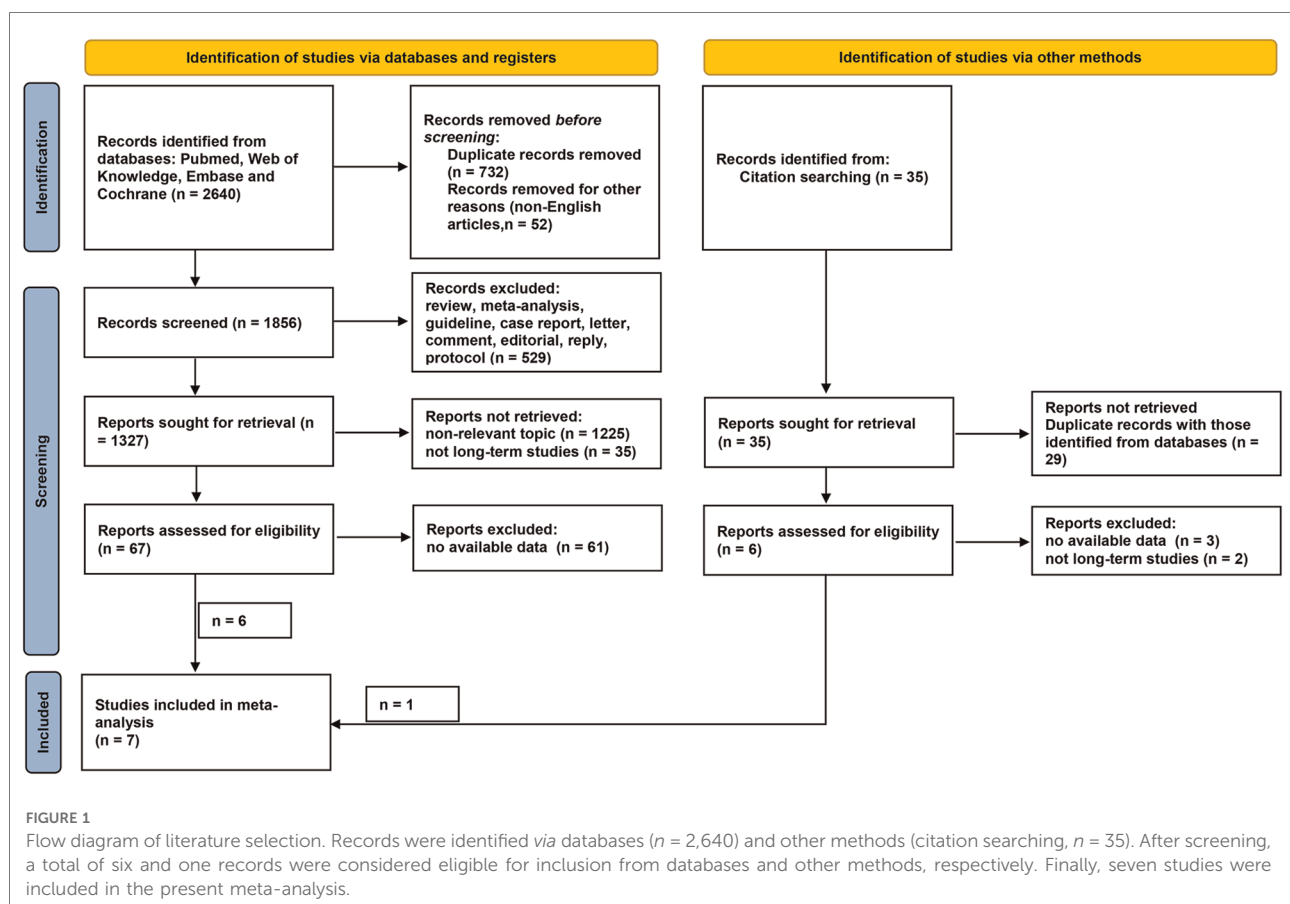 Identification of studies via databases and registers
Identification of studies via other methods
Identification
Records identified from
databases: Pubmed, Web of
Knowledge, Embase and
Cochrane (n = 2640)
Records removed before
screening:
Duplicate records removed
(n = 732)
Records removed for other
reasons (non-English
articles,n = 52)
Records identified from:
Citation searching (n = 35)
Screening
Records screened (n = 1856)
Records excluded:
review, meta-analysis,
guideline, case report, letter,
comment, editorial, reply,
protocol (n = 529)
Reports sought for retrieval (n
= 1327)
Reports not retrieved:
non-relevant topic (n = 1225)
not long-term studies (n = 35)
Reports sought for retrieval
(n = 35)
Reports not retrieved
Duplicate records with those
identified from databases (n =
29)
Reports assessed for eligibility
(n = 67)
Reports excluded:
no available data (n = 61)
Reports assessed for eligibility
(n = 6)
Reports excluded:
no available data (n = 3)
not long-term studies (n = 2)
n = 6
Included
Studies included in meta-
analysis
(n = 7)
n = 1
FIGURE 1
Flow diagram of literature selection. Records were identified via databases (n = 2,640) and other methods (citation searching, n = 35). After screening,
a total of six and one records were considered eligible for inclusion from databases and other methods, respectively. Finally, seven studies were
included in the present meta-analysis.